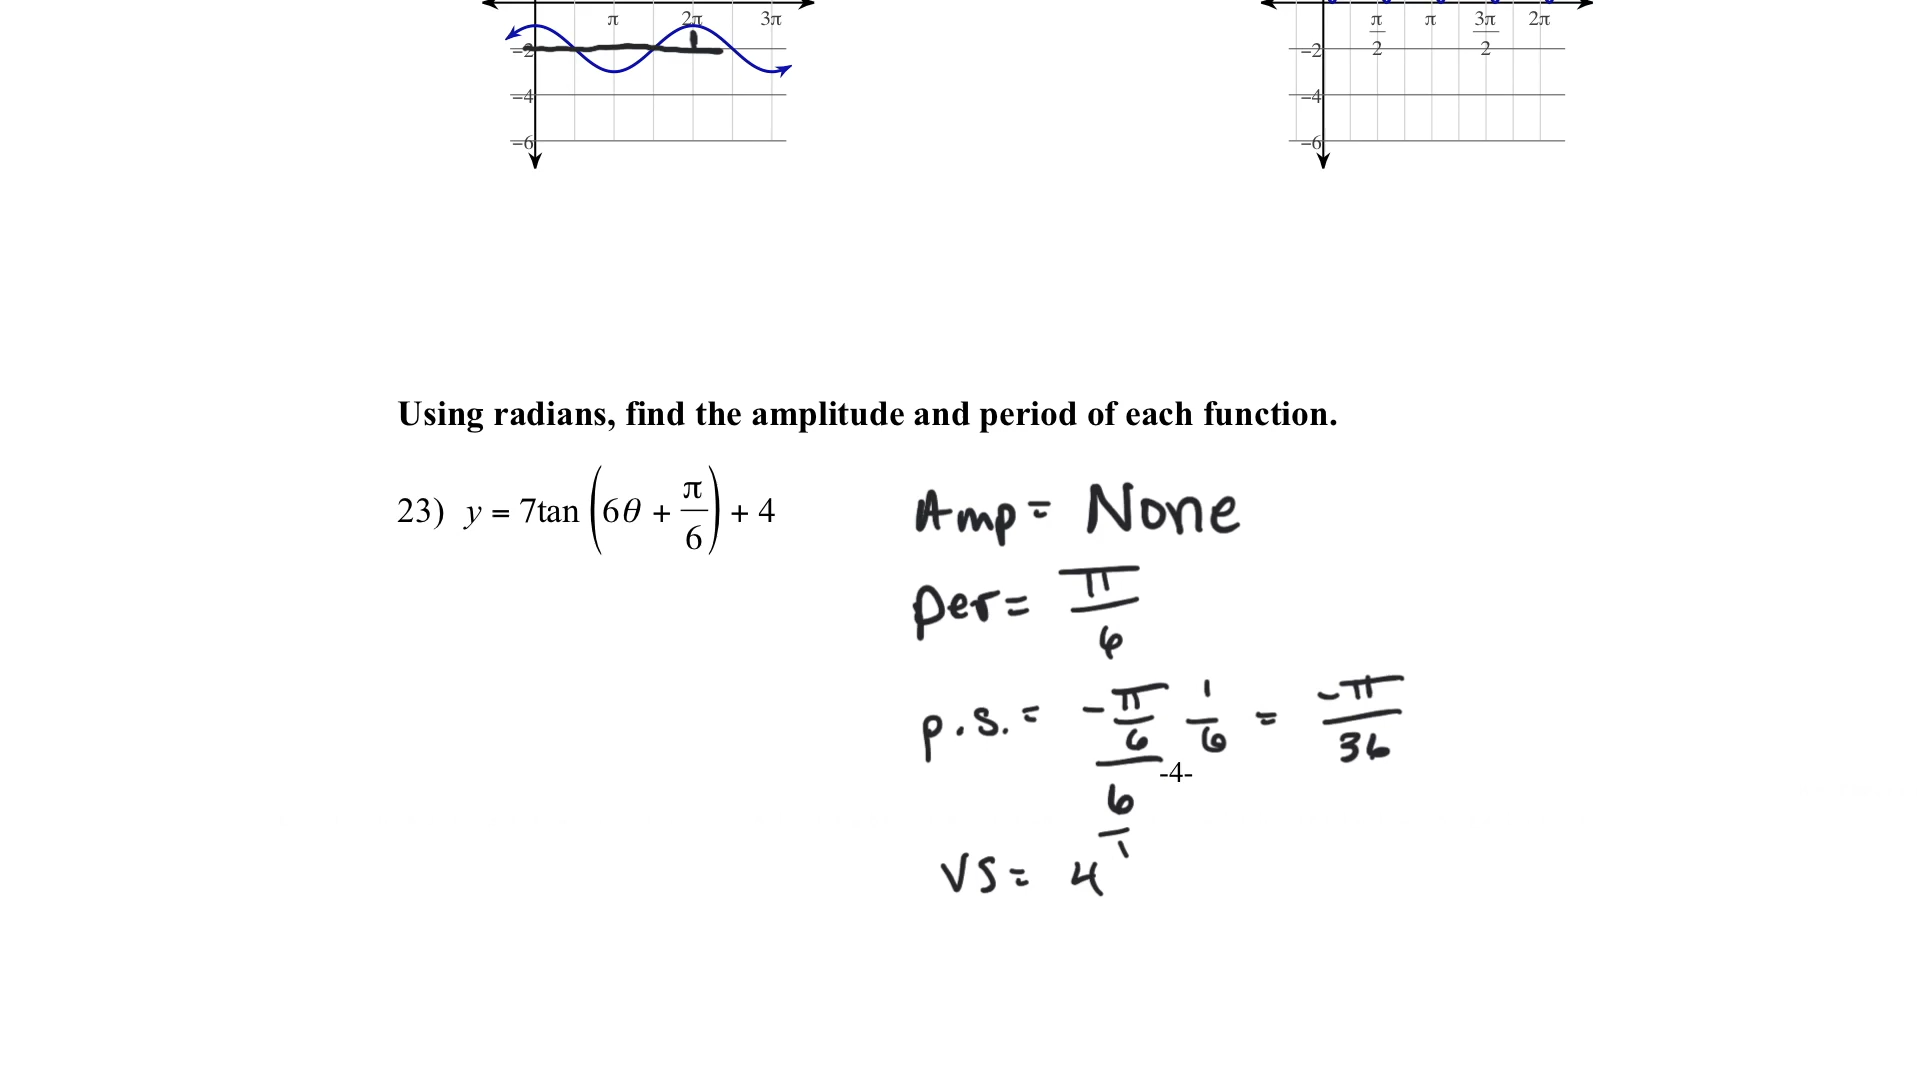 π 2π 3π
−2
−4
−6
π/2 π 3π/2 2π
−2
−4
−6
Using radians, find the amplitude and period of each function.
23) y = 7tan(6θ + π/6) + 4
Amp = None
per = π/6
p.s. = -π/6 / 6/1 1/6 = -π/36
-4-
VS = 4